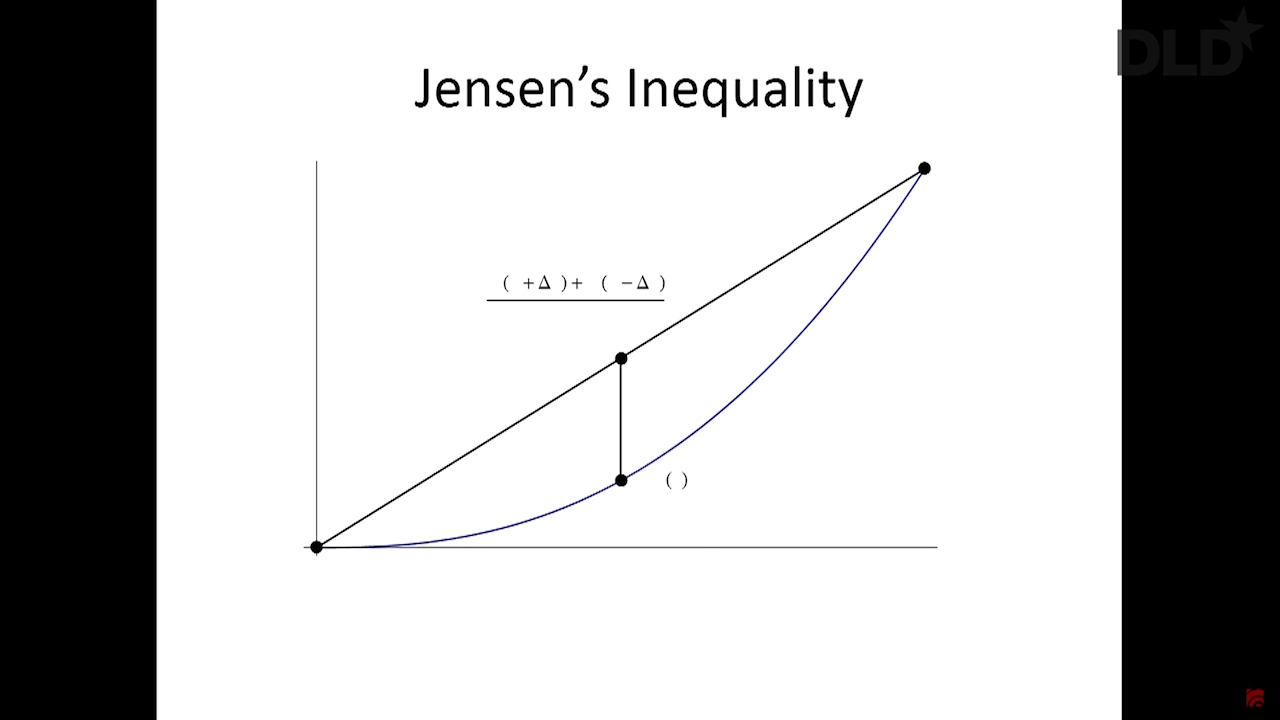 DLD
Jensen’s Inequality
( +Δ )+ ( −Δ )
( )